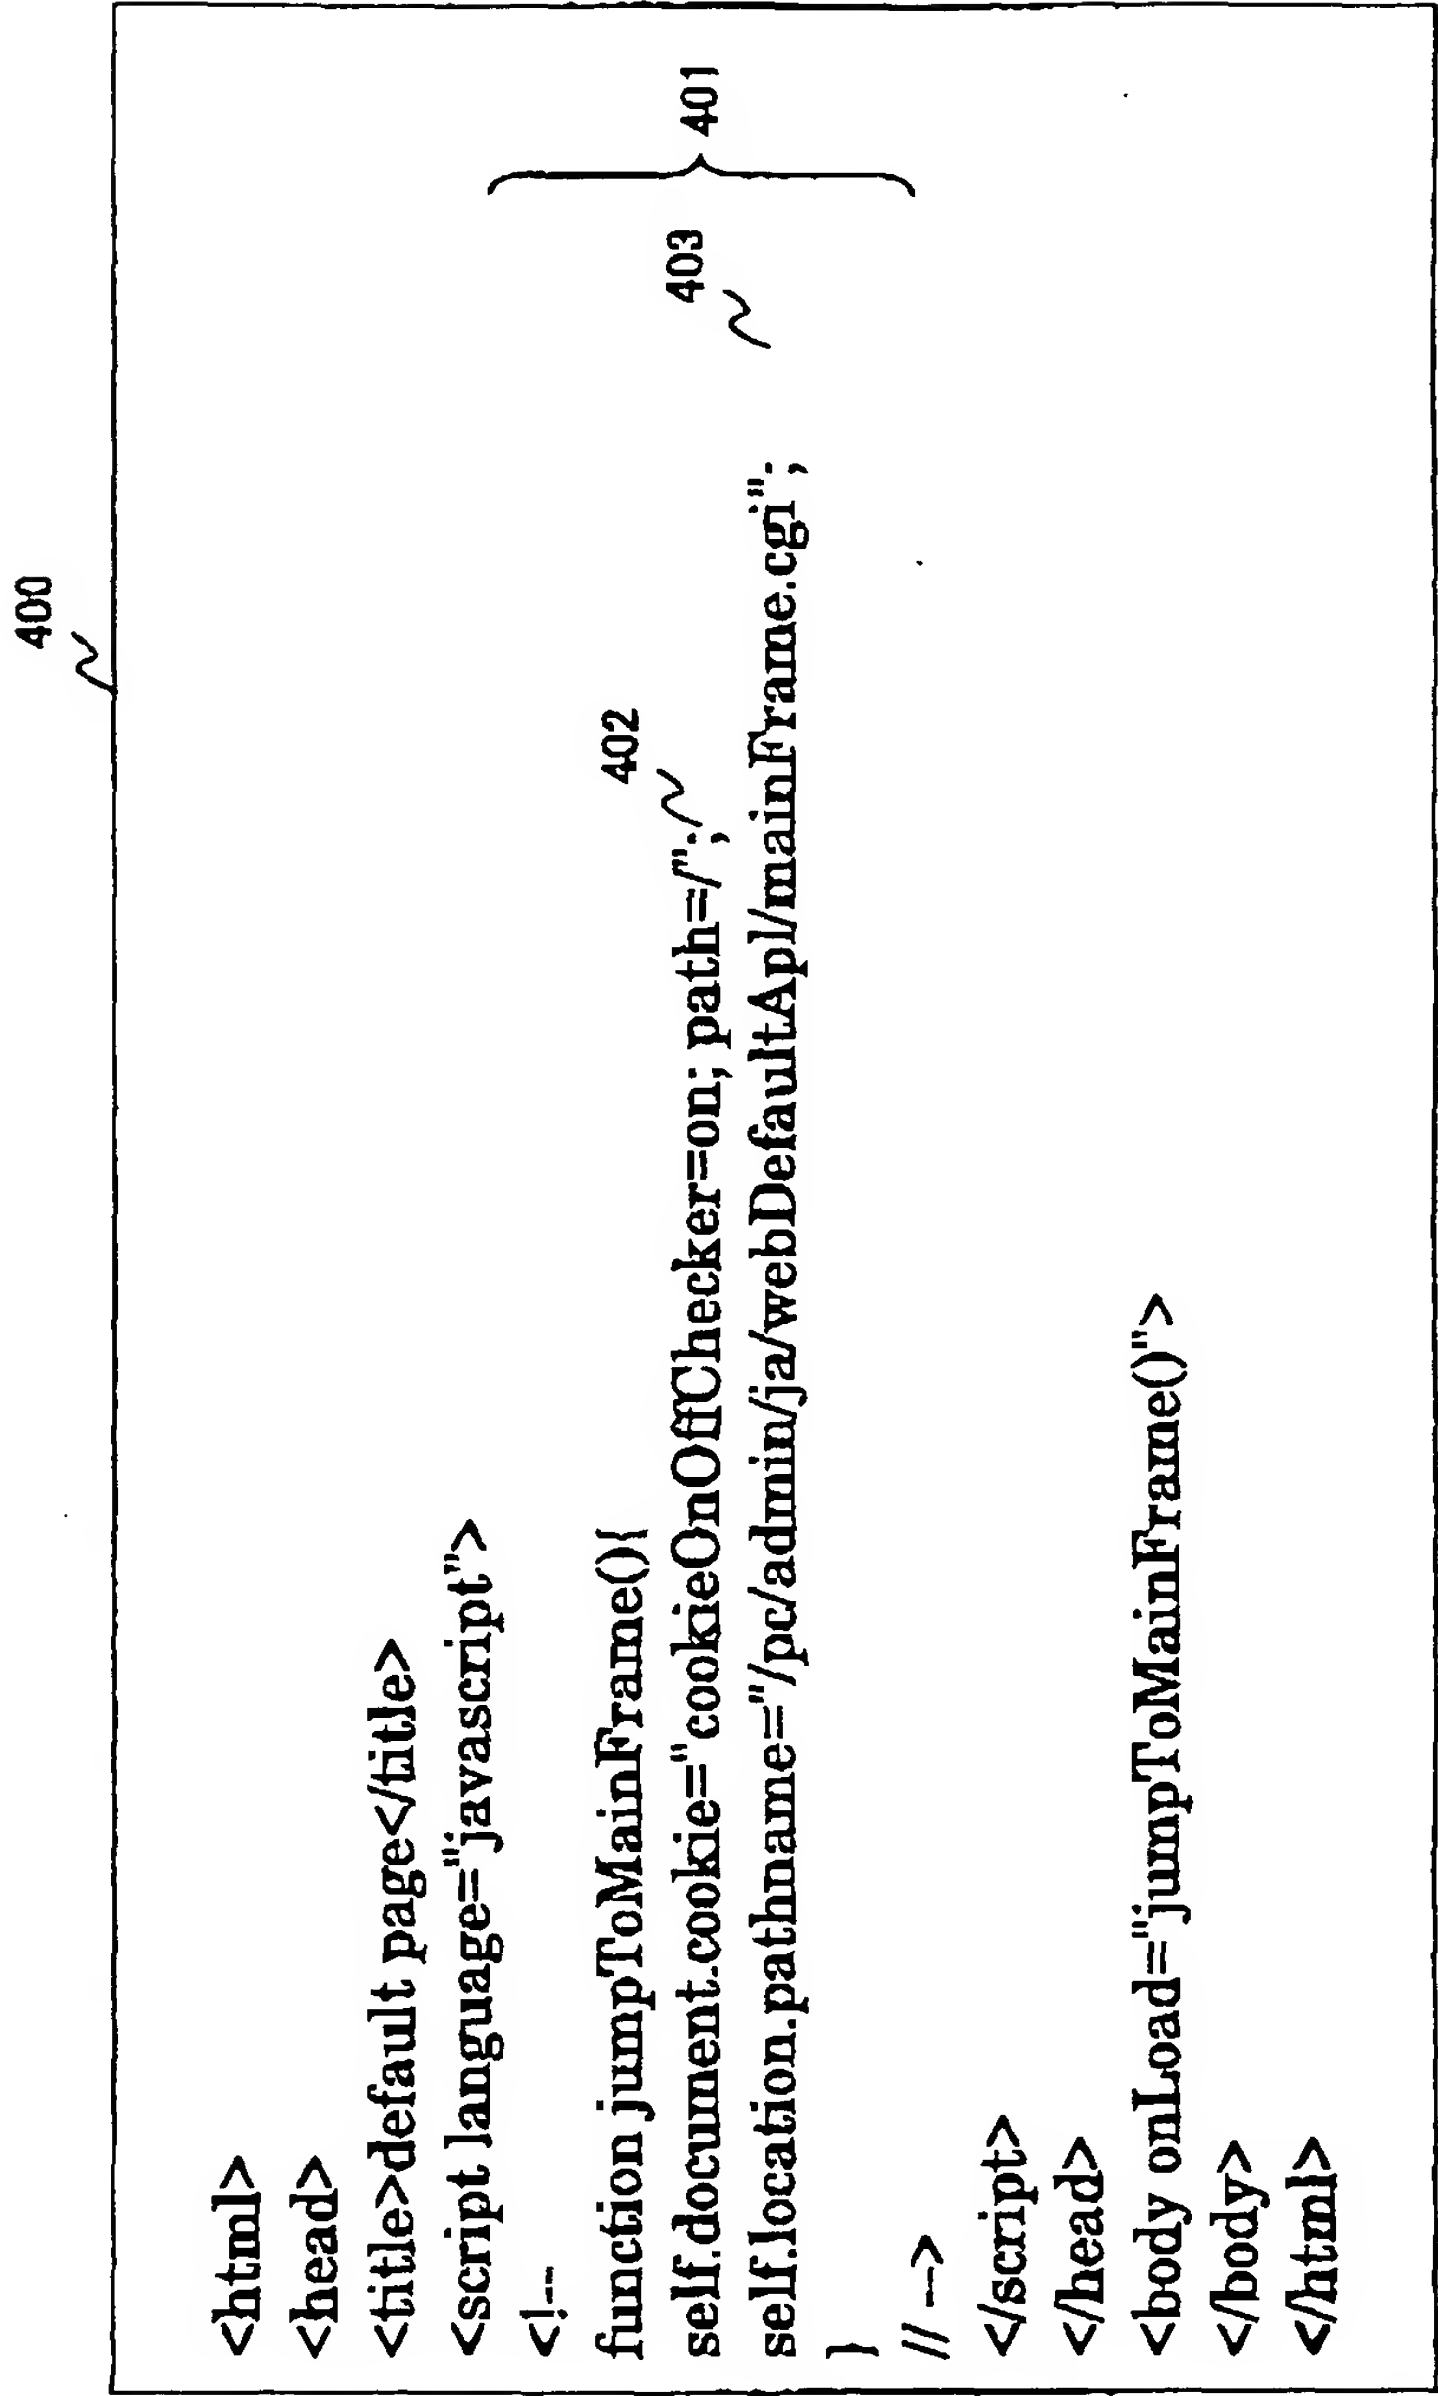 400
<html>
<head>
<title>default page</title>
<script language="javascript">
<!--
function jumpToMainFrame(){
402
self.document.cookie="cookieOnOffChecker=on; path=/";
403
self.location.pathname="/pc/admin/ja/webDefaultApl/mainFrame.cgi";
401
}
// -->
</script>
</head>
<body onLoad="jumpToMainFrame()">
</body>
</html>